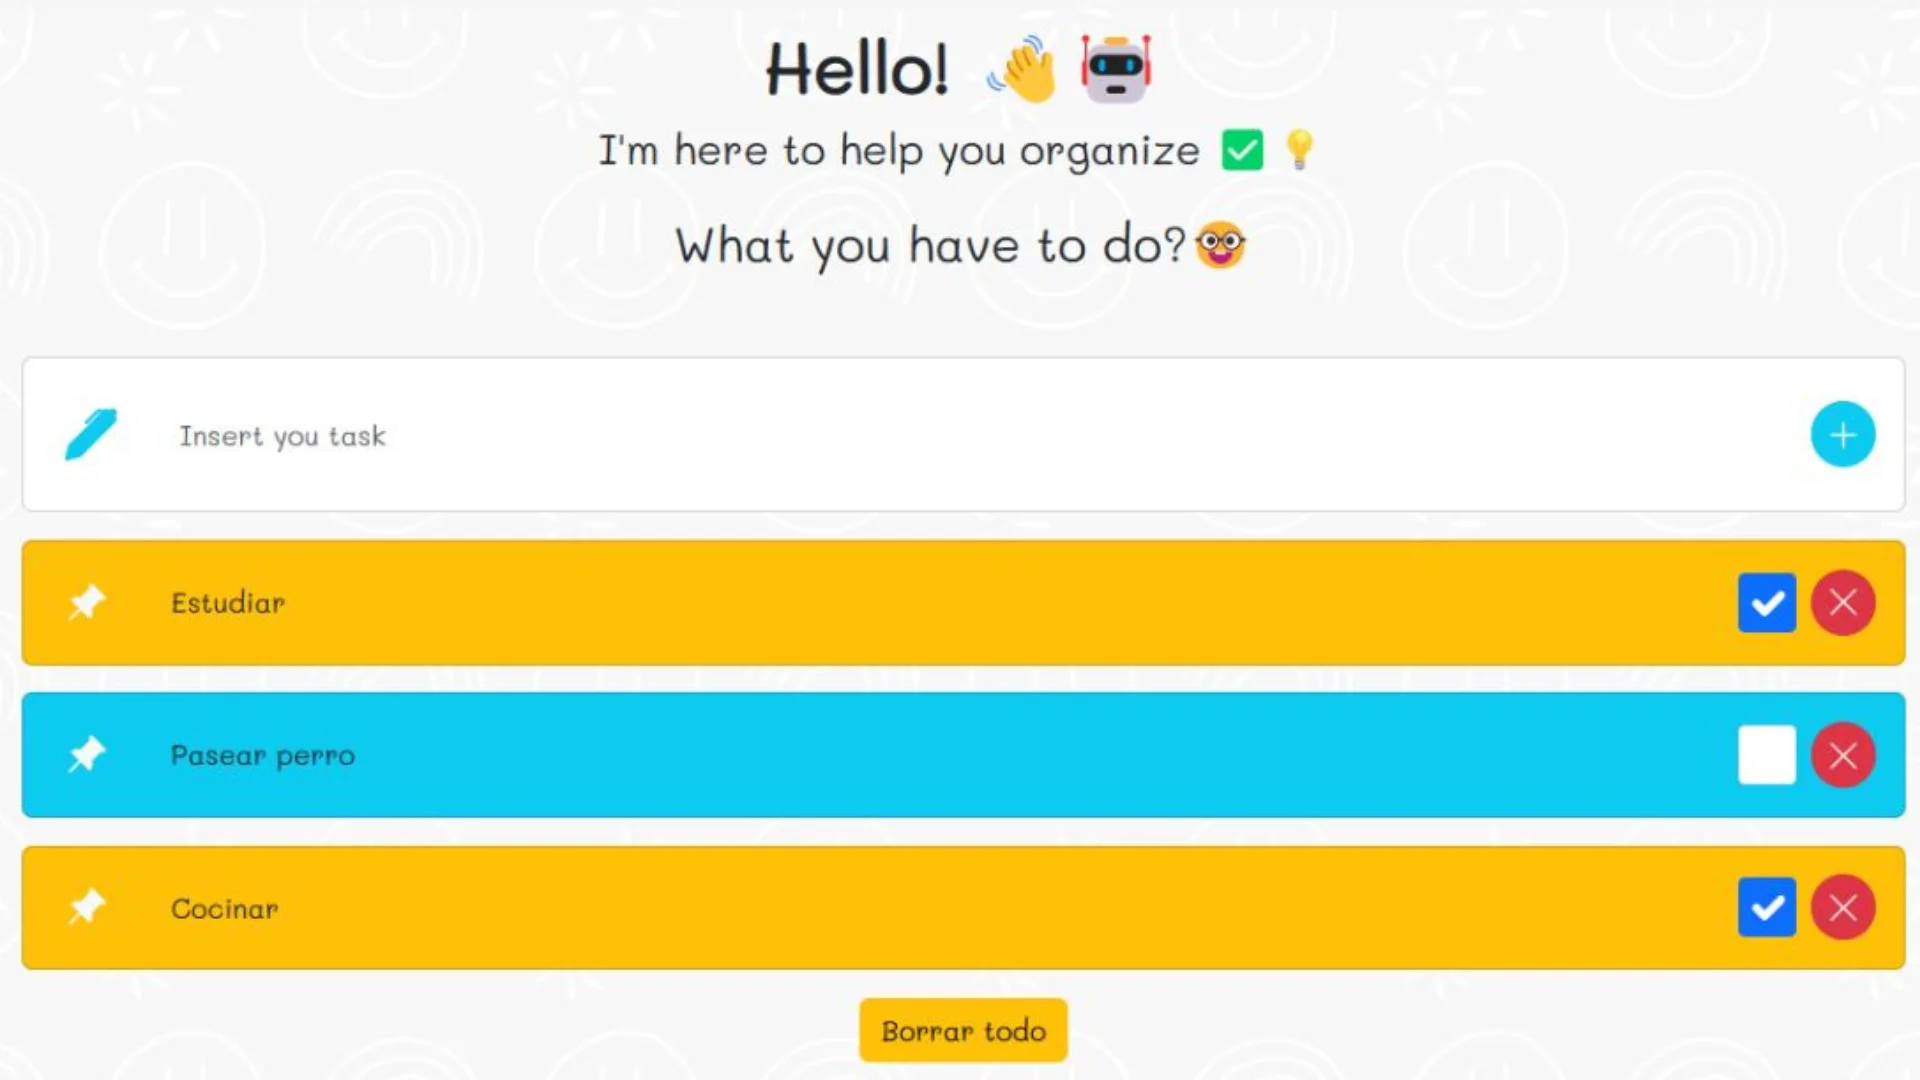 Hello! 👋 🤖
I'm here to help you organize ✅ 💡
What you have to do?🤓
Insert you task
Estudiar
Pasear perro
Cocinar
Borrar todo